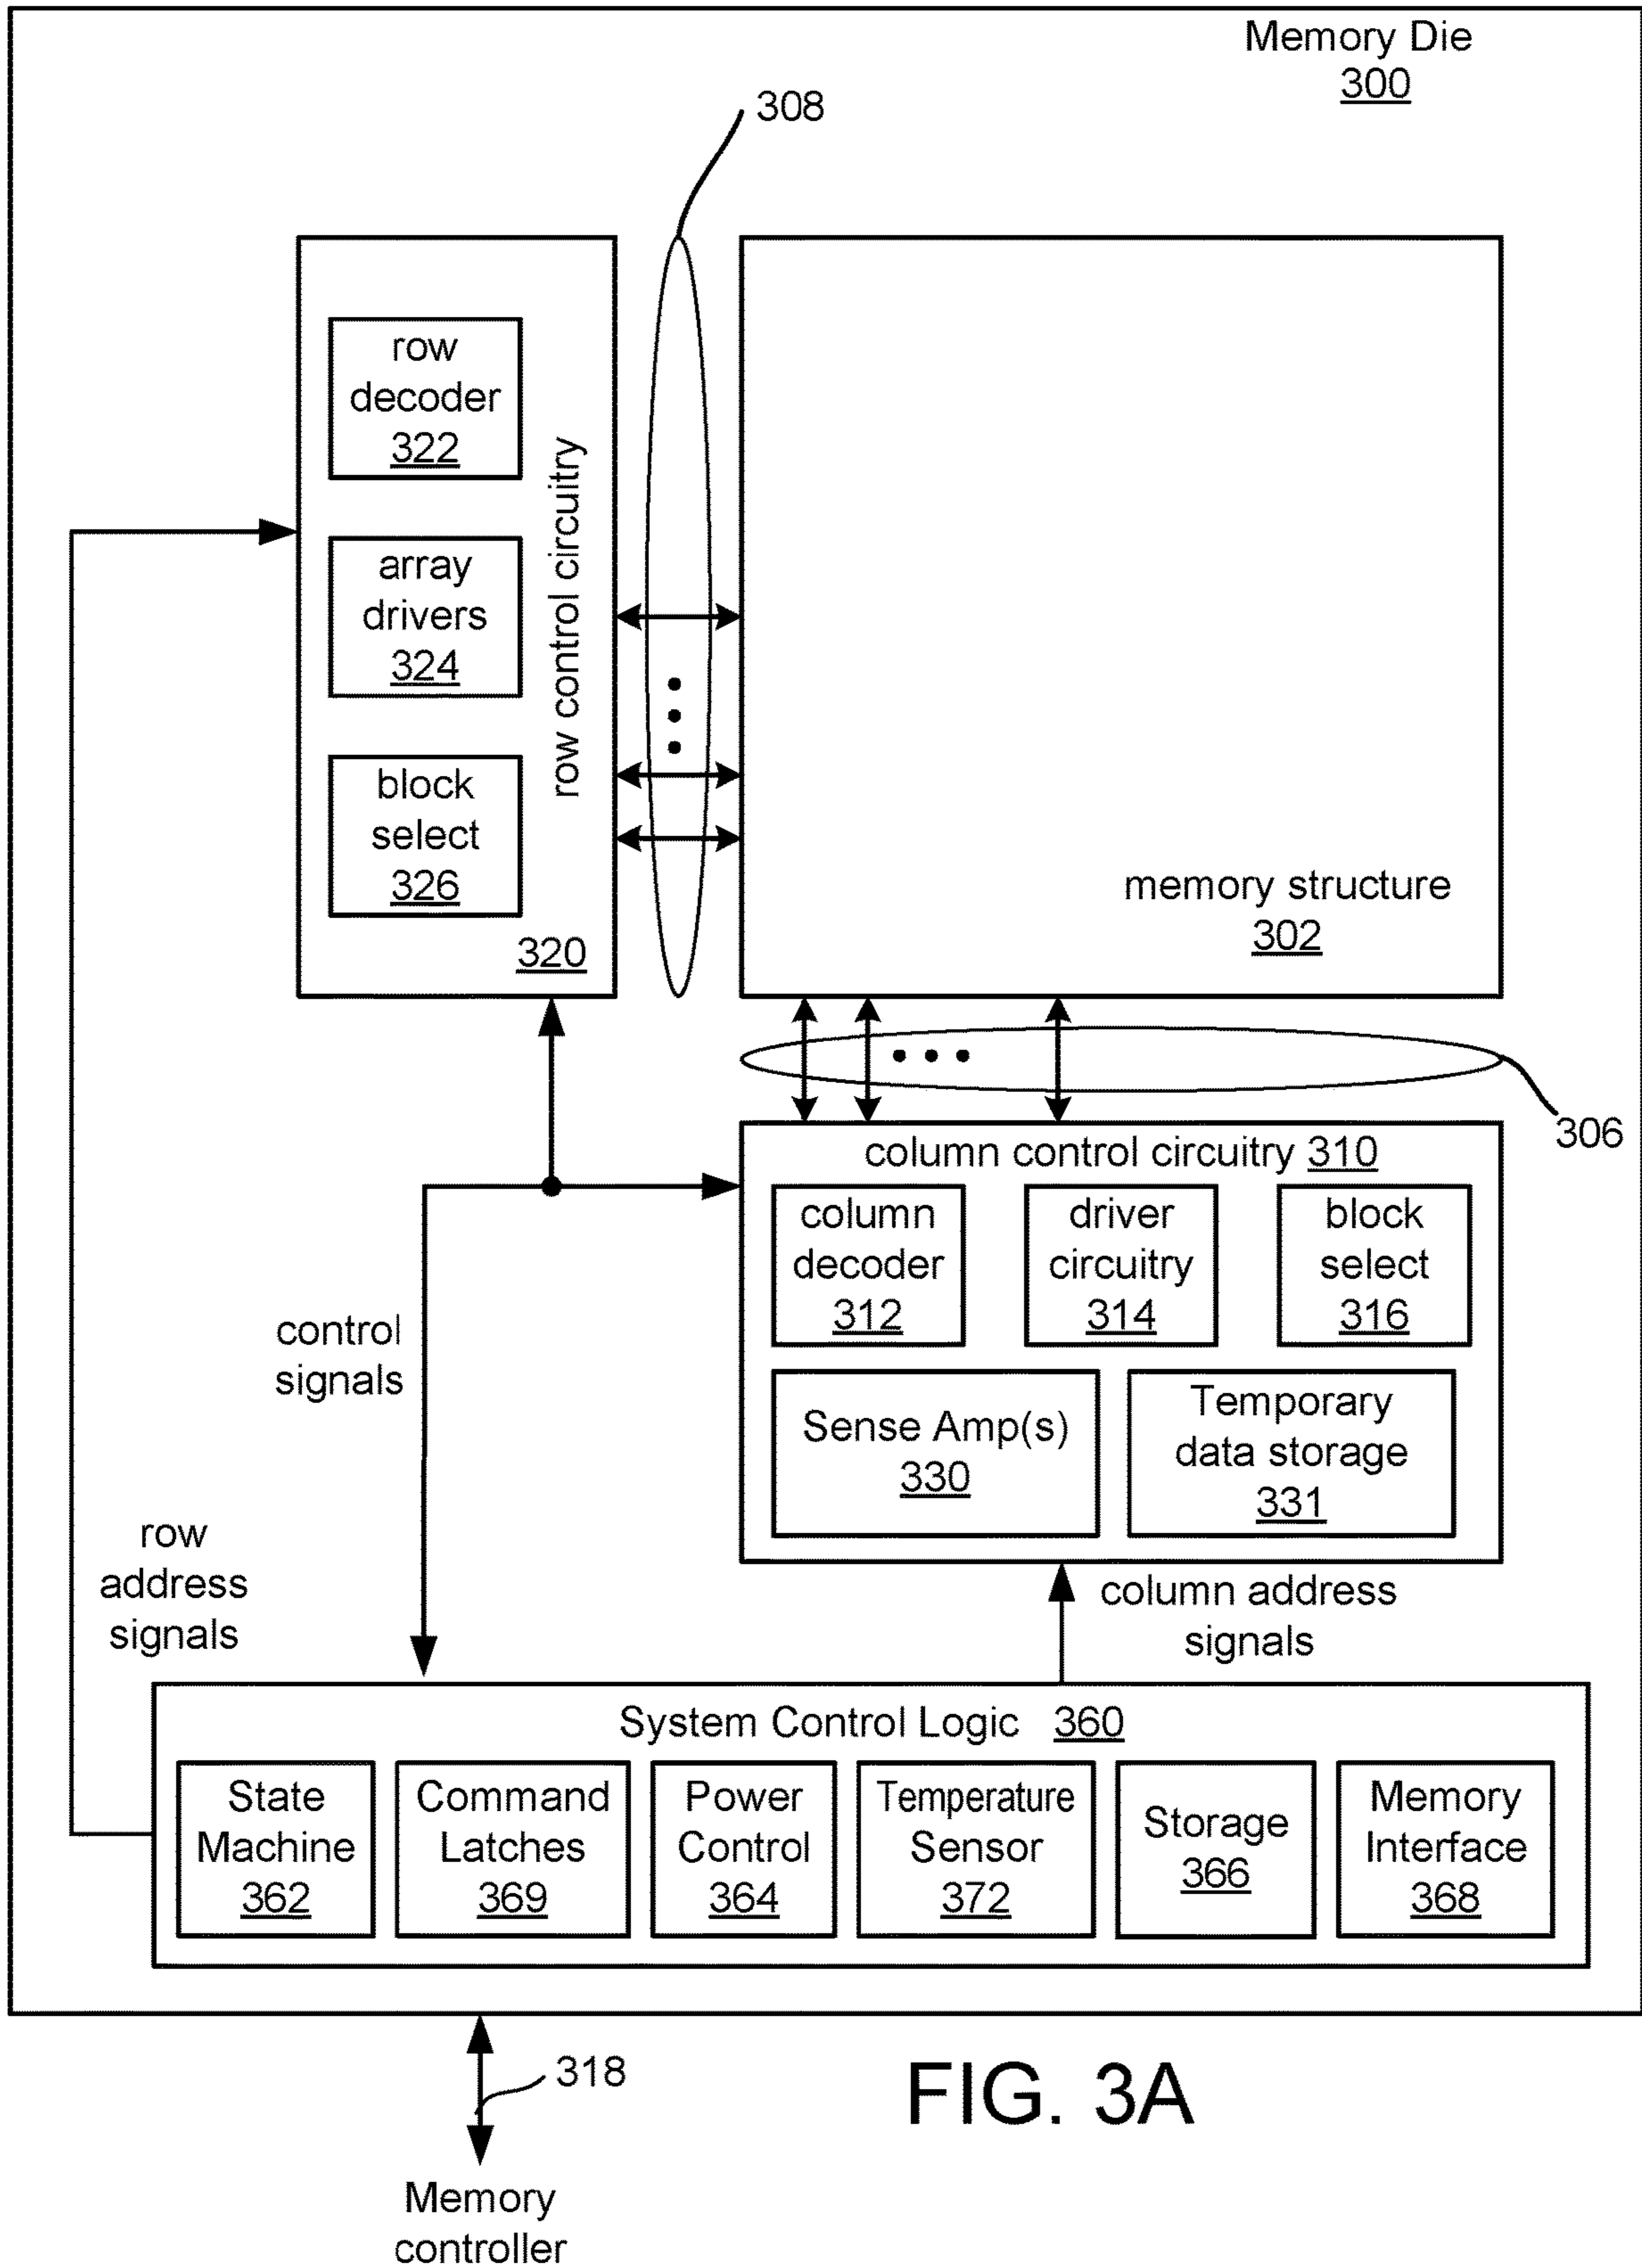 Memory Die
300
308
row
decoder
322
array
drivers
324
block
select
326
row control circuitry
320
memory structure
302
306
column control circuitry 310
column
decoder
312
driver
circuitry
314
block
select
316
Sense Amp(s)
330
Temporary
data storage
331
control
signals
row
address
signals
column address
signals
System Control Logic 360
State
Machine
362
Command
Latches
369
Power
Control
364
Temperature
Sensor
372
Storage
366
Memory
Interface
368
318
FIG. 3A
Memory
controller